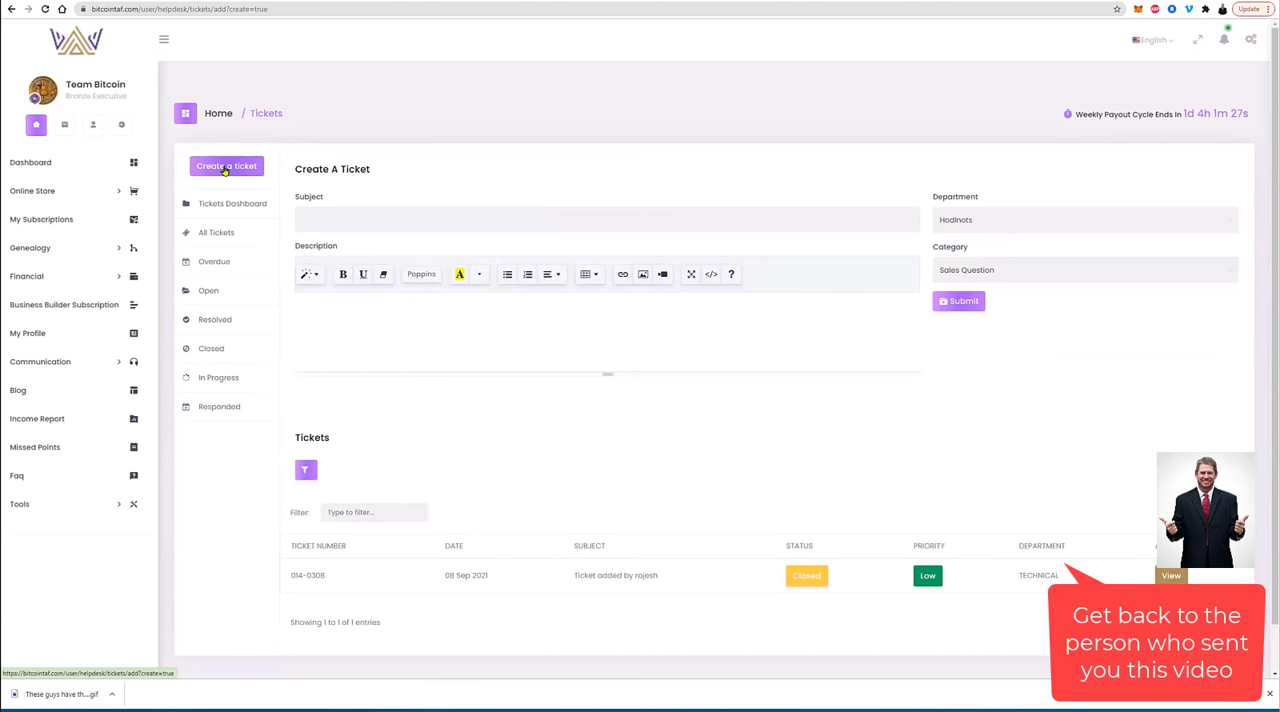 bitcointaf.com/user/helpdesk/tickets/add?create=true
Update
English
Team Bitcoin
Bronze Executive
Home / Tickets
Weekly Payout Cycle Ends In 1d 4h 1m 27s
Dashboard
Online Store
My Subscriptions
Genealogy
Financial
Business Builder Subscription
My Profile
Communication
Blog
Income Report
Missed Points
Faq
Tools
Create a ticket
Tickets Dashboard
All Tickets
Overdue
Open
Resolved
Closed
In Progress
Responded
Create A Ticket
Subject
Description
B U Poppins A </> ?
Department
Hodlnots
Category
Sales Question
Submit
Tickets
Filter: Type to filter...
TICKET NUMBER DATE SUBJECT STATUS PRIORITY DEPARTMENT
014-0308 08 Sep 2021 Ticket added by rajesh Closed Low TECHNICAL View
Showing 1 to 1 of 1 entries
Get back to the
person who sent
you this video
https://bitcointaf.com/user/helpdesk/tickets/add?create=true
These guys have th....gif